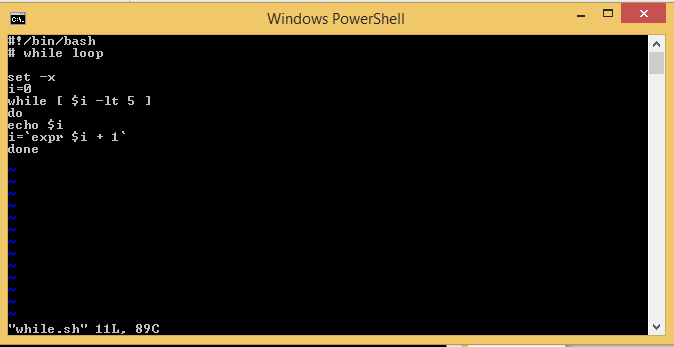 Windows PowerShell
#!/bin/bash
# while loop
set -x
i=0
while [ $i -lt 5 ]
do
echo $i
i=`expr $i + 1`
done
~
~
~
~
~
~
~
~
~
~
~
~
~
"while.sh" 11L, 89C